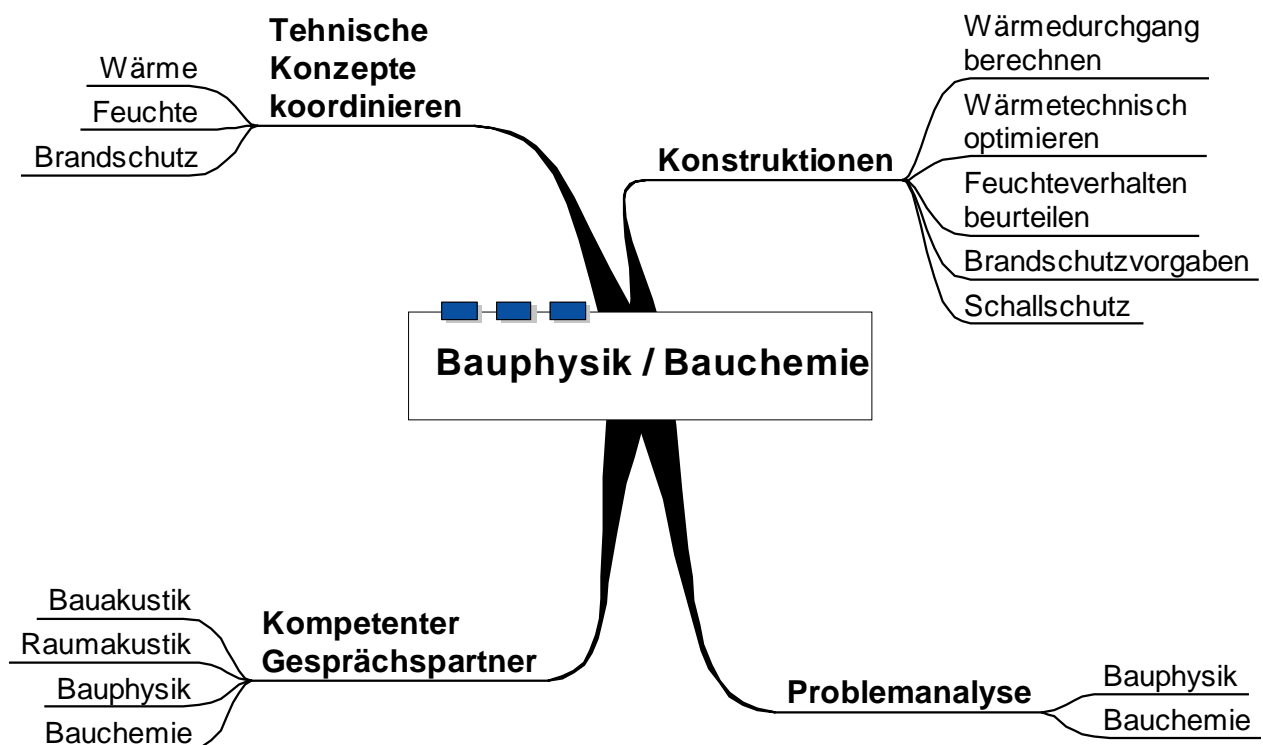 Tehnische
Konzepte
koordinieren
Wärme
Feuchte
Brandschutz
Konstruktionen
Wärmedurchgang
berechnen
Wärmetechnisch
optimieren
Feuchteverhalten
beurteilen
Brandschutzvorgaben
Schallschutz
Bauphysik / Bauchemie
Kompetenter
Gesprächspartner
Bauakustik
Raumakustik
Bauphysik
Bauchemie
Problemanalyse
Bauphysik
Bauchemie